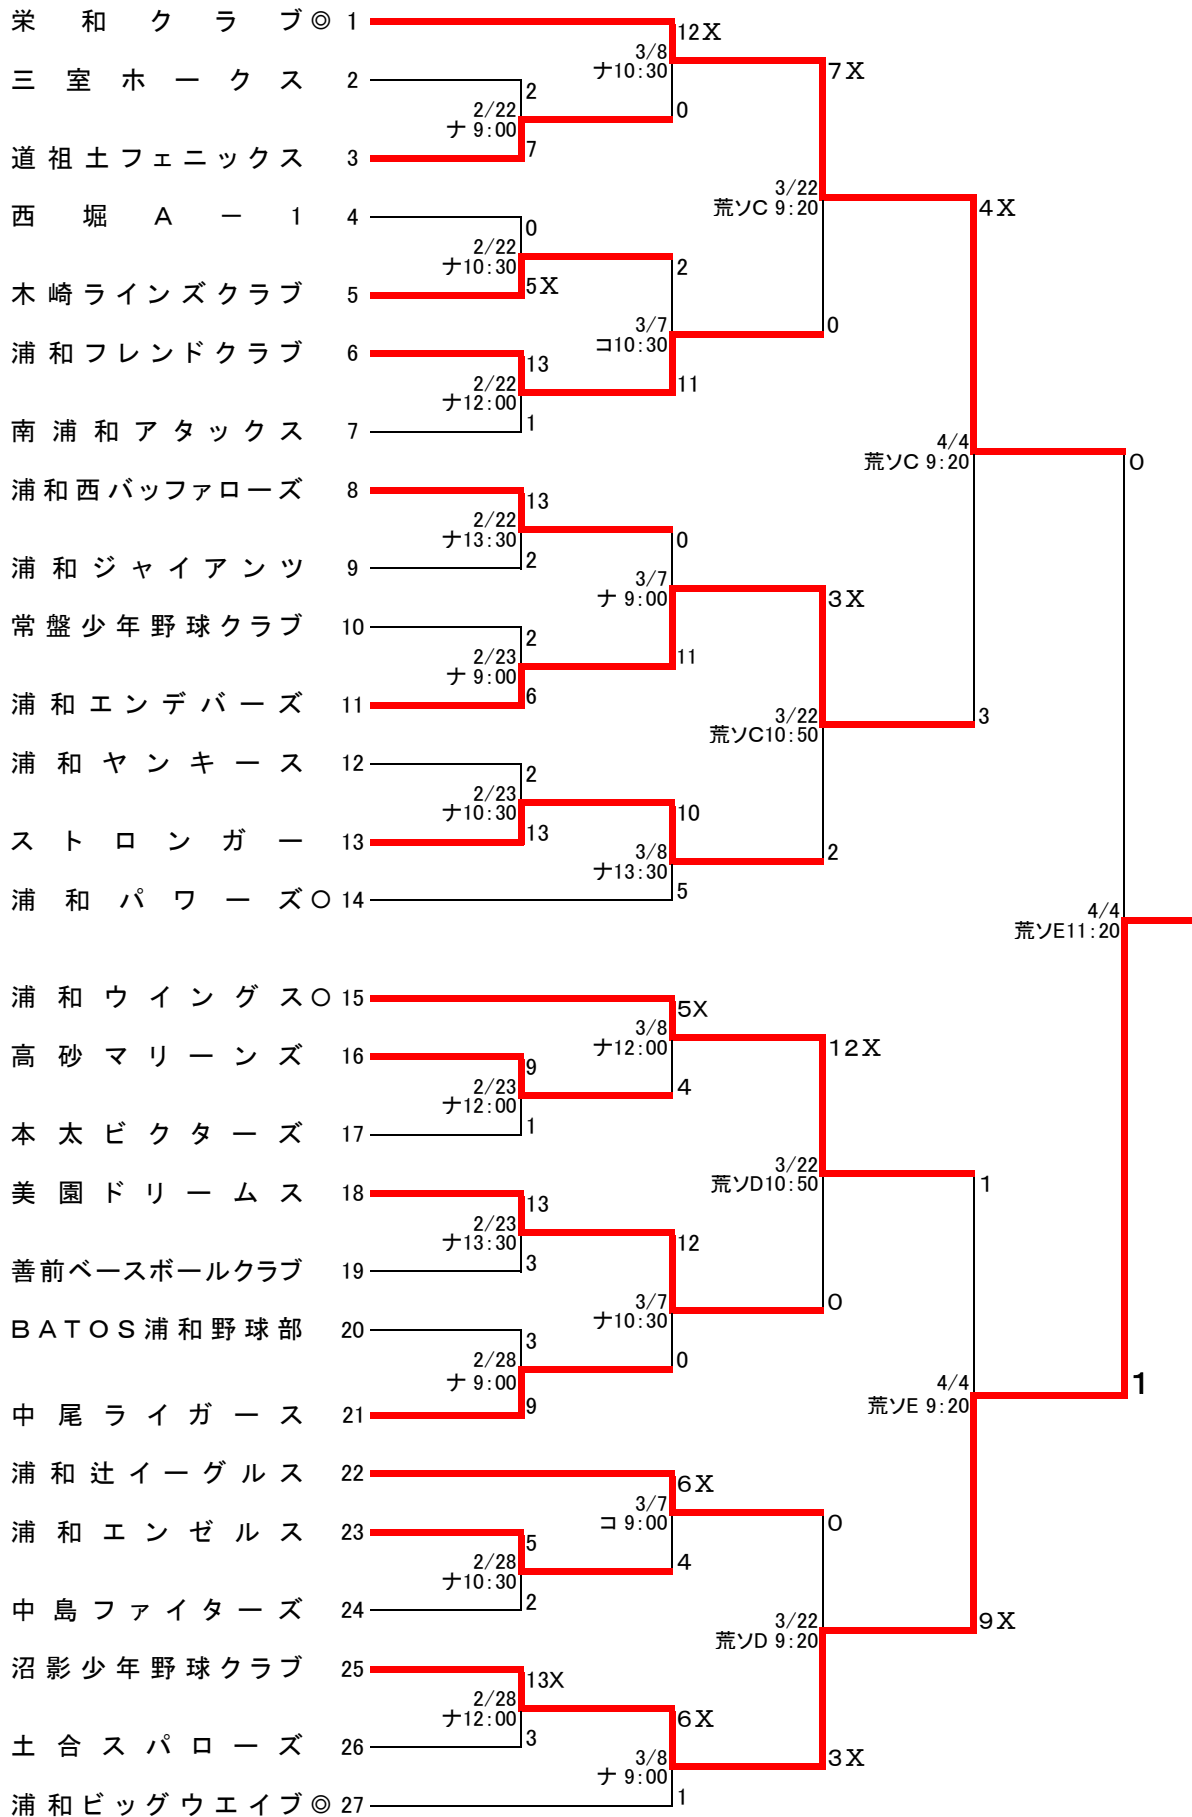 栄和クラブ◎ 1
12X
3/8
ナ10:30
7X
三室ホークス 2
2
2/22
ナ 9:00
0
道祖土フェニックス 3
7
3/22
荒ソC 9:20
4X
西堀A－1 4
0
2/22
ナ10:30
2
木崎ラインズクラブ 5
5X
3/7
コ10:30
0
浦和フレンドクラブ 6
13
2/22
ナ12:00
11
南浦和アタックス 7
1
4/4
荒ソC 9:20
0
浦和西バッファローズ 8
13
2/22
ナ13:30
0
浦和ジャイアンツ 9
2
3/7
ナ 9:00
3X
常盤少年野球クラブ 10
2
2/23
ナ 9:00
11
浦和エンデバーズ 11
6
3/22
荒ソC10:50
3
浦和ヤンキース 12
2
2/23
ナ10:30
10
ストロンガー 13
13
3/8
ナ13:30
2
浦和パワーズ○ 14
5
4/4
荒ソE11:20
浦和ウイングス○ 15
5X
3/8
ナ12:00
12X
高砂マリーンズ 16
9
2/23
ナ12:00
4
本太ビクターズ 17
1
3/22
荒ソD10:50
1
美園ドリームス 18
13
2/23
ナ13:30
12
善前ベースボールクラブ 19
3
3/7
ナ10:30
0
BATOS浦和野球部 20
3
2/28
ナ 9:00
0
中尾ライガース 21
9
4/4
荒ソE 9:20
1
浦和辻イーグルス 22
6X
3/7
コ 9:00
0
浦和エンゼルス 23
5
2/28
ナ10:30
4
中島ファイターズ 24
2
3/22
荒ソD 9:20
9X
沼影少年野球クラブ 25
13X
2/28
ナ12:00
6X
土合スパローズ 26
3
3/8
ナ 9:00
3X
浦和ビッグウエイブ◎ 27
1